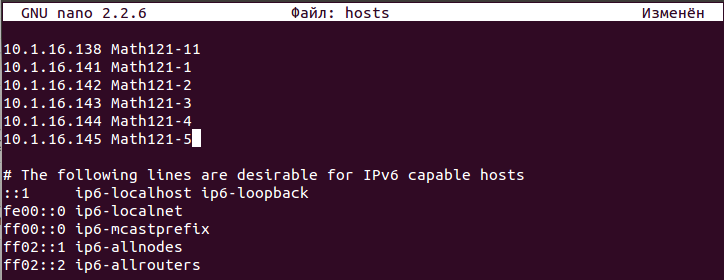 GNU nano 2.2.6 Файл: hosts Изменён
10.1.16.138 Math121-11
10.1.16.141 Math121-1
10.1.16.142 Math121-2
10.1.16.143 Math121-3
10.1.16.144 Math121-4
10.1.16.145 Math121-5
# The following lines are desirable for IPv6 capable hosts
::1     ip6-localhost ip6-loopback
fe00::0 ip6-localnet
ff00::0 ip6-mcastprefix
ff02::1 ip6-allnodes
ff02::2 ip6-allrouters